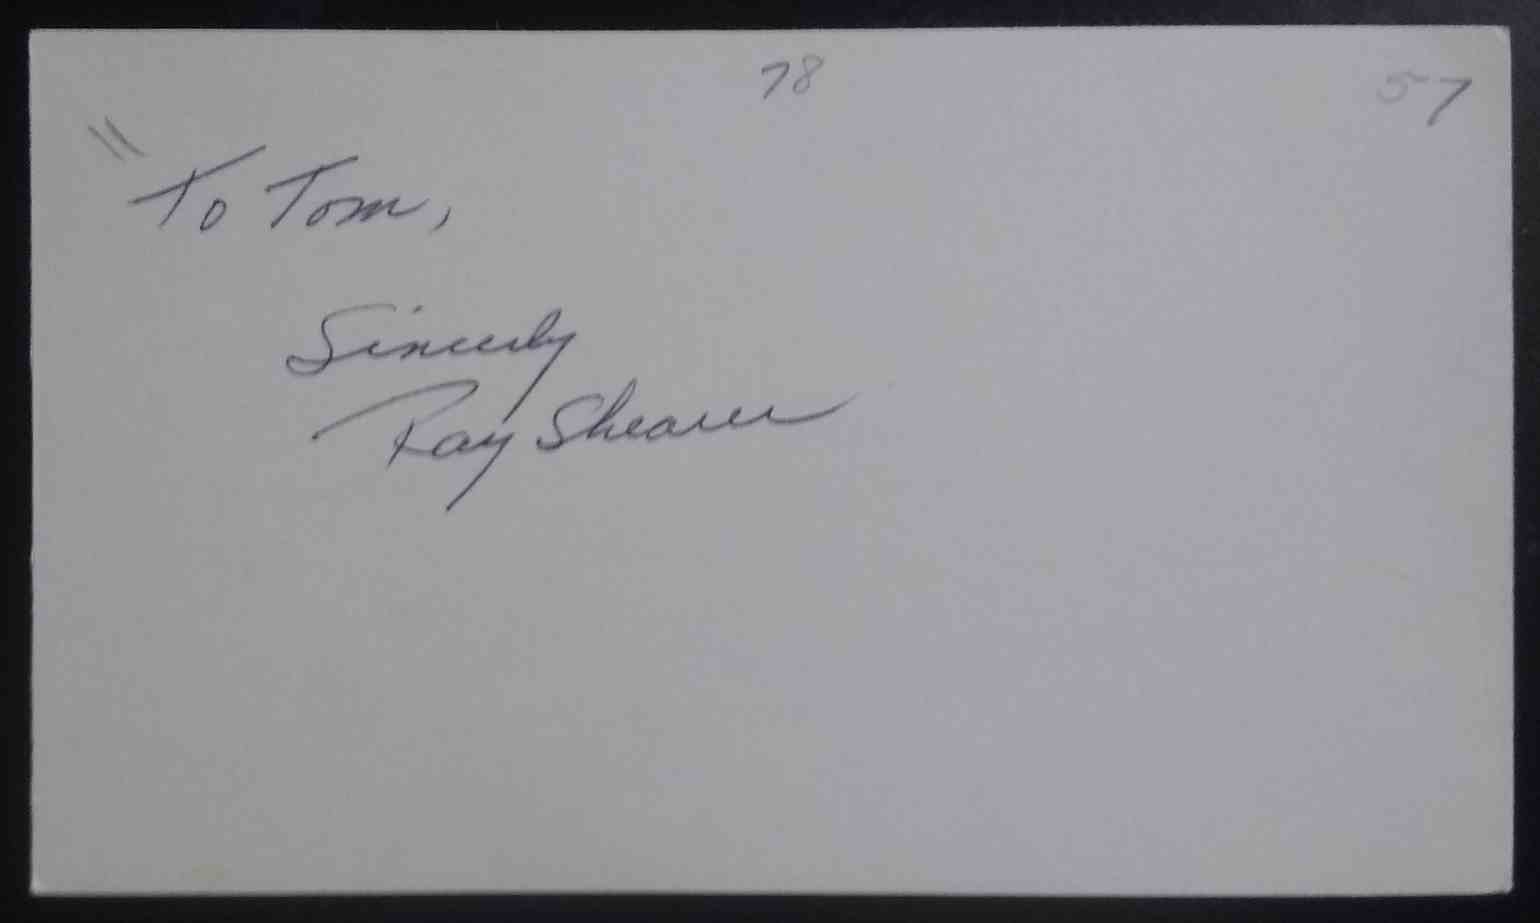 78
57
"
To Tom,
Sincerely
Ray Shearer